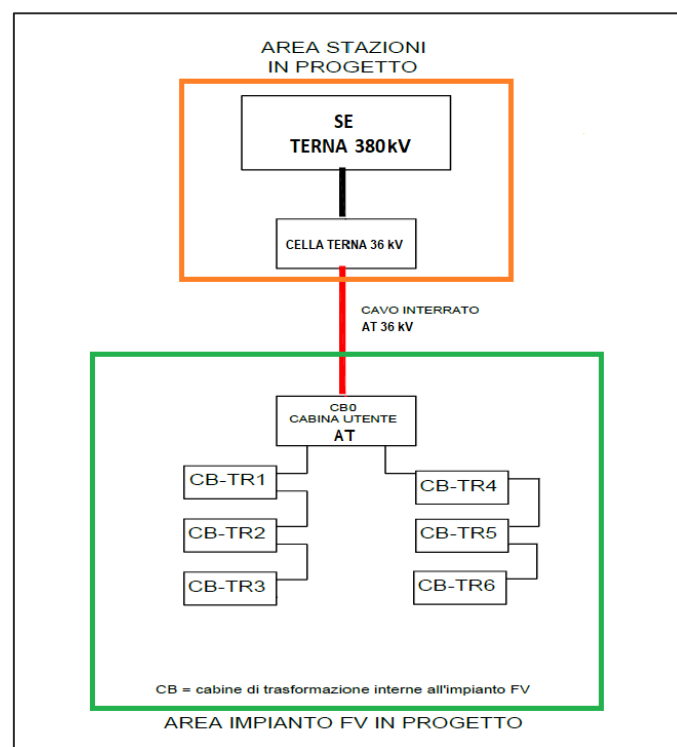 AREA STAZIONI
IN PROGETTO
SE
TERNA 380kV
CELLA TERNA 36 kV
CAVO INTERRATO
AT 36 kV
CB0
CABINA UTENTE
AT
CB-TR1
CB-TR4
CB-TR2
CB-TR5
CB-TR3
CB-TR6
CB = cabine di trasformazione interne all'impianto FV
AREA IMPIANTO FV IN PROGETTO